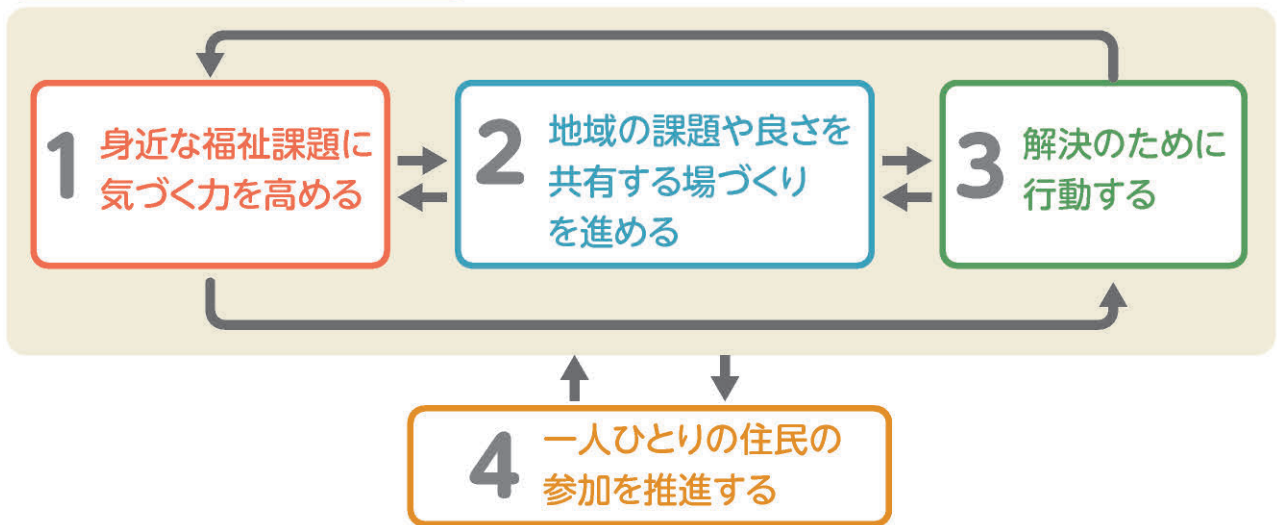 1
身近な福祉課題に
気づく力を高める
2
地域の課題や良さを
共有する場づくり
を進める
3
解決のために
行動する
4
一人ひとりの住民の
参加を推進する